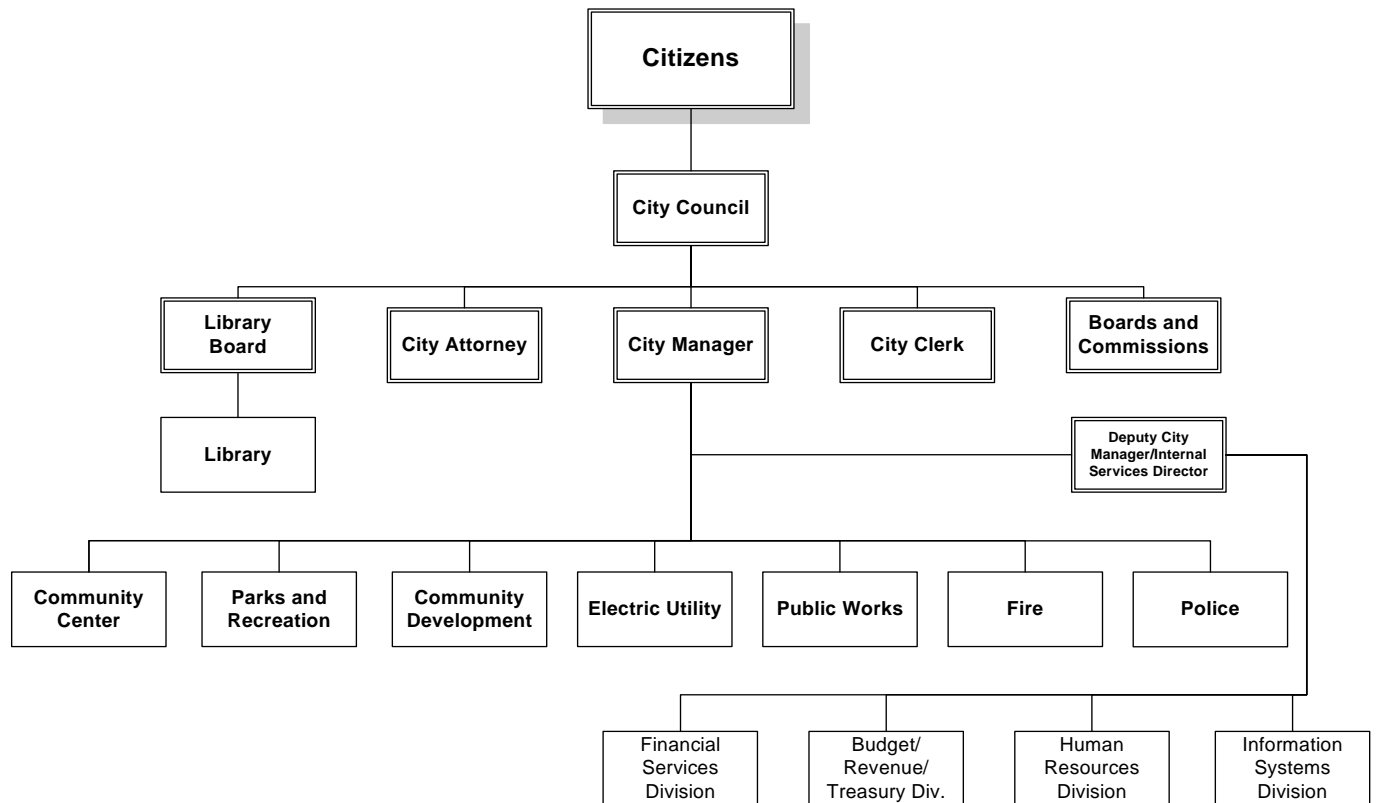 Citizens
City Council
Library
Board
City Attorney
City Manager
City Clerk
Boards and
Commissions
Library
Deputy City
Manager/Internal
Services Director
Community
Center
Parks and
Recreation
Community
Development
Electric Utility
Public Works
Fire
Police
Financial
Services
Division
Budget/
Revenue/
Treasury Div.
Human
Resources
Division
Information
Systems
Division